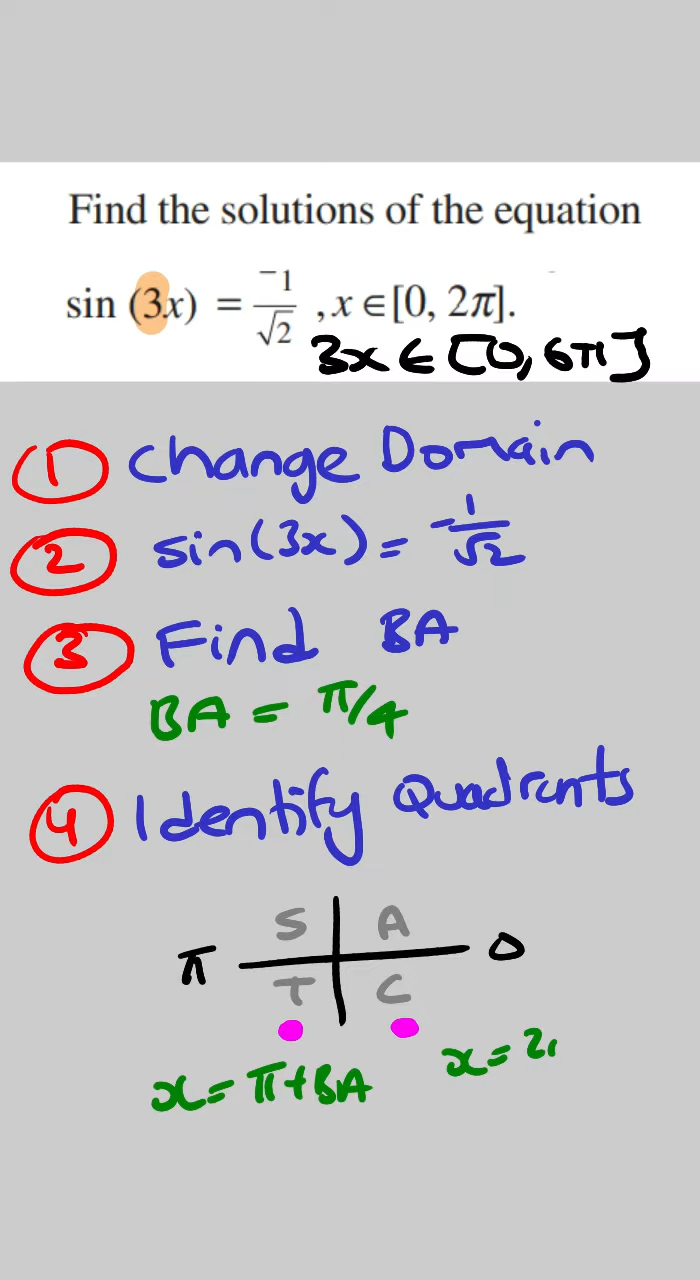 Find the solutions of the equation
sin (3x) = -1/√2 , x ∈ [0, 2π].
3x ∈ [0, 6π]
1 Change Domain
2 sin(3x) = -1/√2
3 Find BA
BA = π/4
4 Identify Quadrants
S A
π 0
T C
x = π + BA x = 2